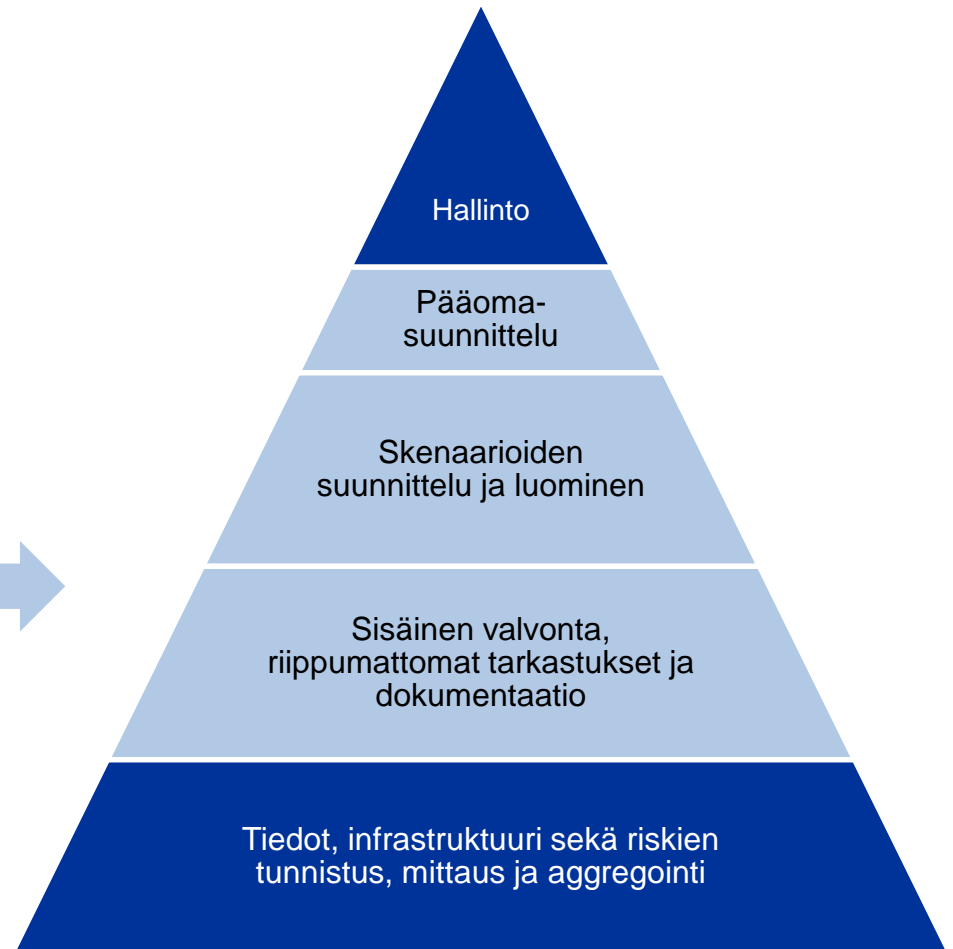 Hallinto
Pääoma-
suunnittelu
Skenaarioiden
suunnittelu ja luominen
Sisäinen valvonta,
riippumattomat tarkastukset ja
dokumentaatio
Tiedot, infrastruktuuri sekä riskien
tunnistus, mittaus ja aggregointi